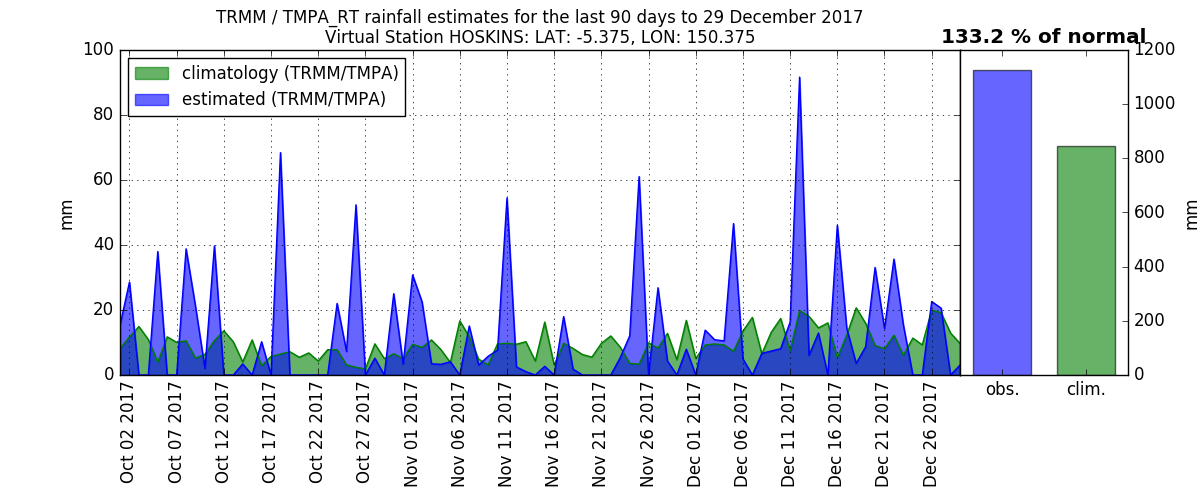 TRMM / TMPA_RT rainfall estimates for the last 90 days to 29 December 2017
Virtual Station HOSKINS: LAT: -5.375, LON: 150.375
133.2 % of normal
climatology (TRMM/TMPA)
estimated (TRMM/TMPA)
100
80
60
40
20
0
mm
1200
1000
800
600
400
200
0
mm
Oct 02 2017
Oct 07 2017
Oct 12 2017
Oct 17 2017
Oct 22 2017
Oct 27 2017
Nov 01 2017
Nov 06 2017
Nov 11 2017
Nov 16 2017
Nov 21 2017
Nov 26 2017
Dec 01 2017
Dec 06 2017
Dec 11 2017
Dec 16 2017
Dec 21 2017
Dec 26 2017
obs.
clim.